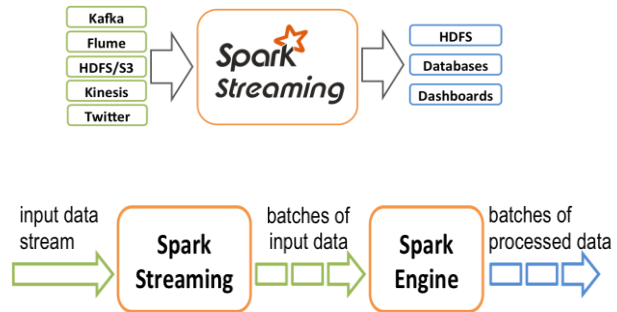 Kafka
Flume
HDFS/S3
Kinesis
Twitter
Spark
Streaming
HDFS
Databases
Dashboards
input data
stream
Spark
Streaming
batches of
input data
Spark
Engine
batches of
processed data